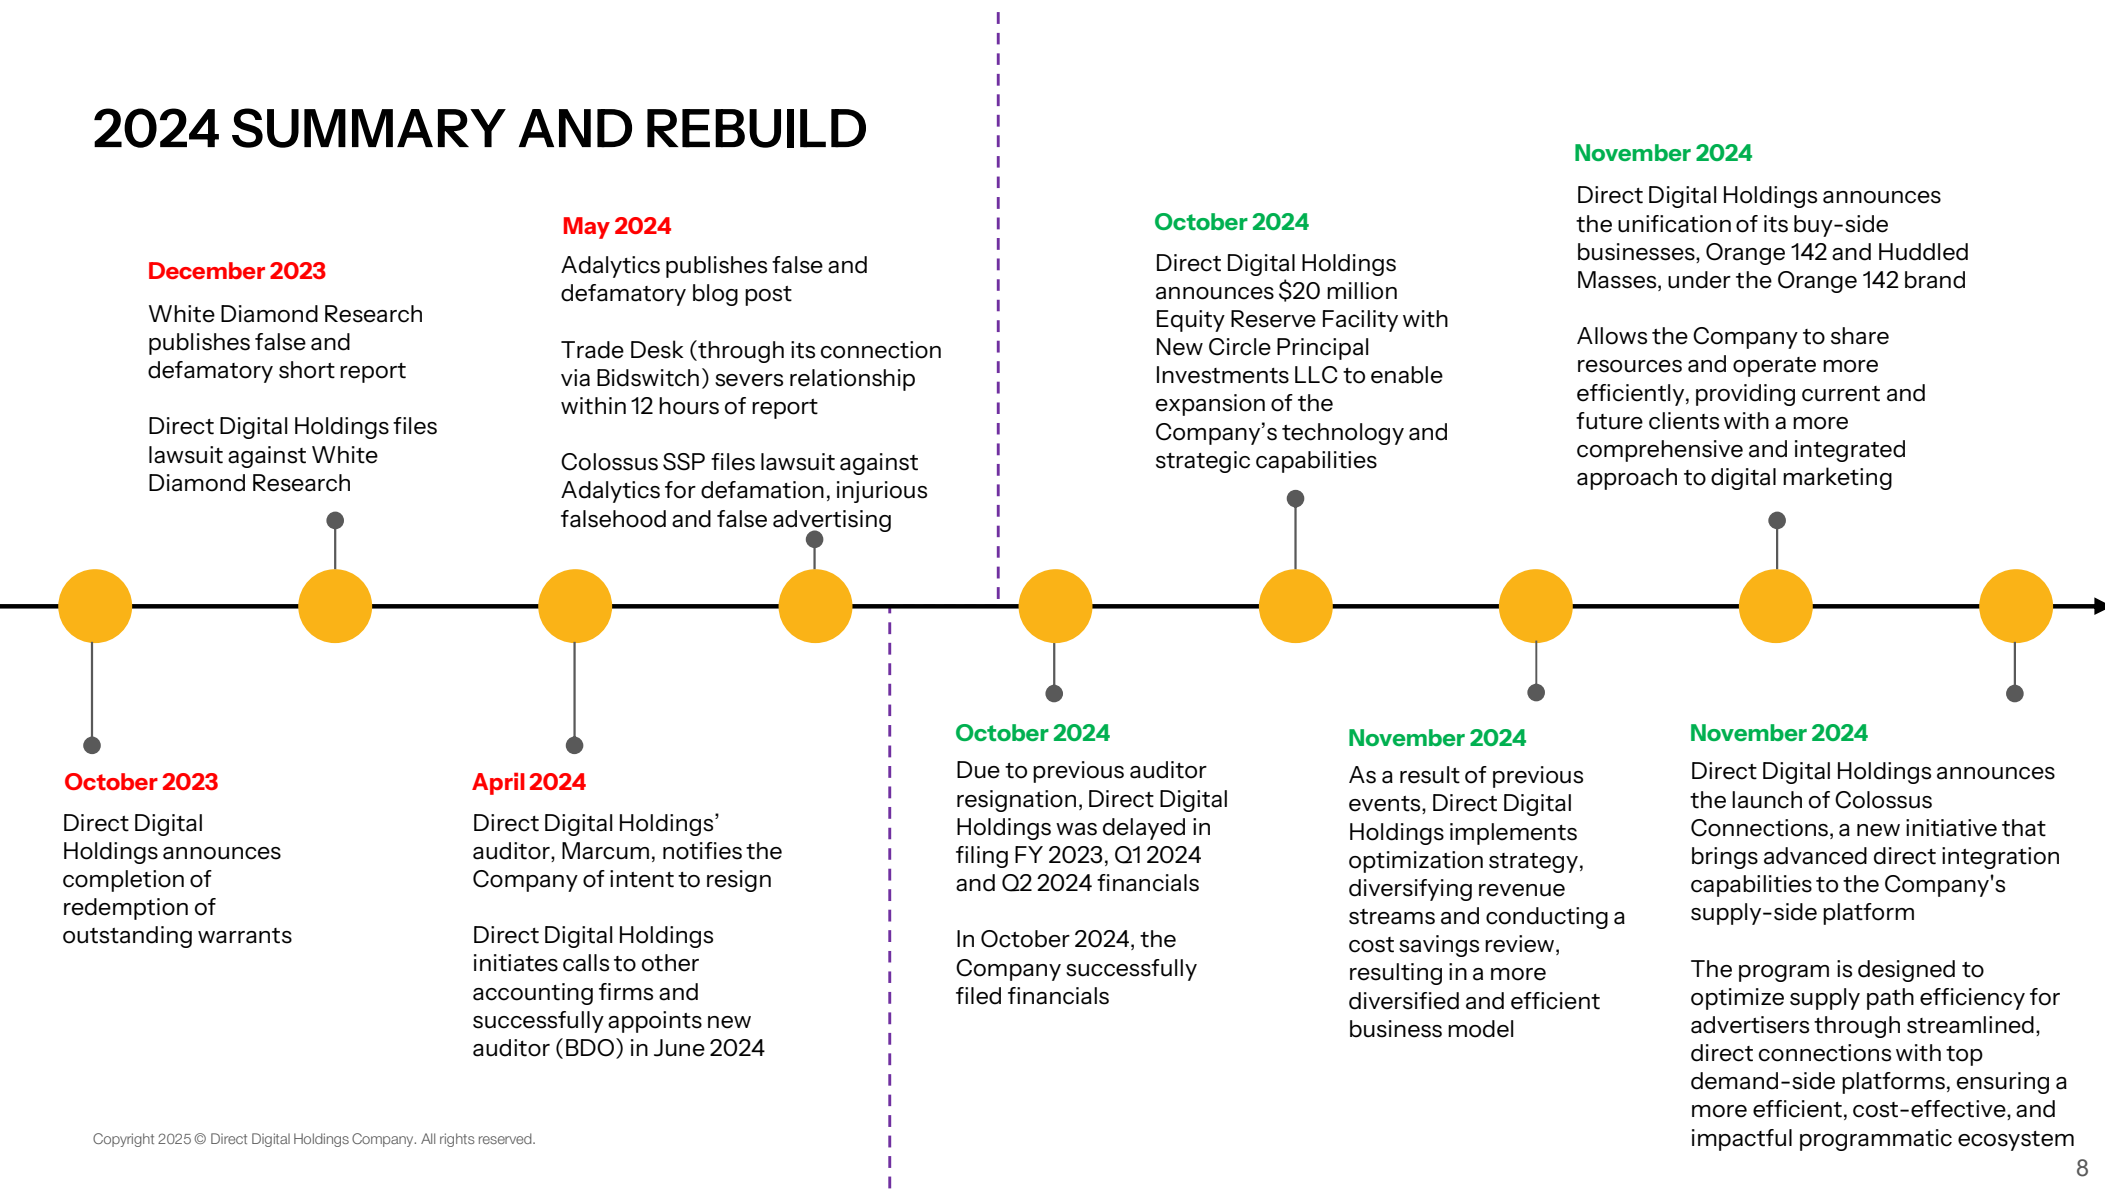 2024 SUMMARY AND REBUILD
October 2023
Direct Digital
Holdings announces
completion of
redemption of
outstanding warrants
December 2023
White Diamond Research
publishes false and
defamatory short report
Direct Digital Holdings files
lawsuit against White
Diamond Research
April 2024
Direct Digital Holdings’
auditor, Marcum, notifies the
Company of intent to resign
Direct Digital Holdings
initiates calls to other
accounting firms and
successfully appoints new
auditor (BDO) in June 2024
May 2024
Adalytics publishes false and
defamatory blog post
Trade Desk (through its connection
via Bidswitch) severs relationship
within 12 hours of report
Colossus SSP files lawsuit against
Adalytics for defamation, injurious
falsehood and false advertising
October 2024
Due to previous auditor
resignation, Direct Digital
Holdings was delayed in
filing FY 2023, Q1 2024
and Q2 2024 financials
In October 2024, the
Company successfully
filed financials
October 2024
Direct Digital Holdings
announces $20 million
Equity Reserve Facility with
New Circle Principal
Investments LLC to enable
expansion of the
Company’s technology and
strategic capabilities
November 2024
As a result of previous
events, Direct Digital
Holdings implements
optimization strategy,
diversifying revenue
streams and conducting a
cost savings review,
resulting in a more
diversified and efficient
business model
November 2024
Direct Digital Holdings announces
the unification of its buy-side
businesses, Orange 142 and Huddled
Masses, under the Orange 142 brand
Allows the Company to share
resources and operate more
efficiently, providing current and
future clients with a more
comprehensive and integrated
approach to digital marketing
November 2024
Direct Digital Holdings announces
the launch of Colossus
Connections, a new initiative that
brings advanced direct integration
capabilities to the Company's
supply-side platform
The program is designed to
optimize supply path efficiency for
advertisers through streamlined,
direct connections with top
demand-side platforms, ensuring a
more efficient, cost-effective, and
impactful programmatic ecosystem
Copyright 2025 © Direct Digital Holdings Company. All rights reserved.
8